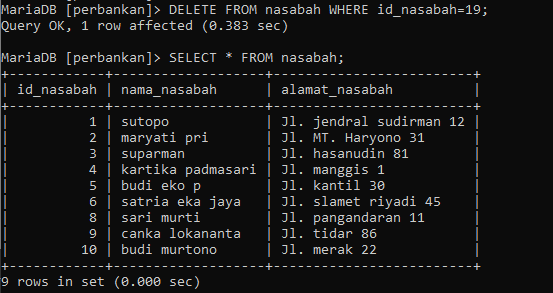 MariaDB [perbankan]> DELETE FROM nasabah WHERE id_nasabah=19;
Query OK, 1 row affected (0.383 sec)

MariaDB [perbankan]> SELECT * FROM nasabah;
+------------+-------------------+------------------------+
| id_nasabah | nama_nasabah      | alamat_nasabah         |
+------------+-------------------+------------------------+
|          1 | sutopo            | Jl. jendral sudirman 12 |
|          2 | maryati pri       | Jl. MT. Haryono 31     |
|          3 | suparman          | Jl. hasanudin 81       |
|          4 | kartika padmasari | Jl. manggis 1          |
|          5 | budi eko p        | Jl. kantil 30          |
|          6 | satria eka jaya   | Jl. slamet riyadi 45   |
|          8 | sari murti        | Jl. pangandaran 11     |
|          9 | canka lokananta   | Jl. tidar 86           |
|         10 | budi murtono      | Jl. merak 22           |
+------------+-------------------+------------------------+
9 rows in set (0.000 sec)